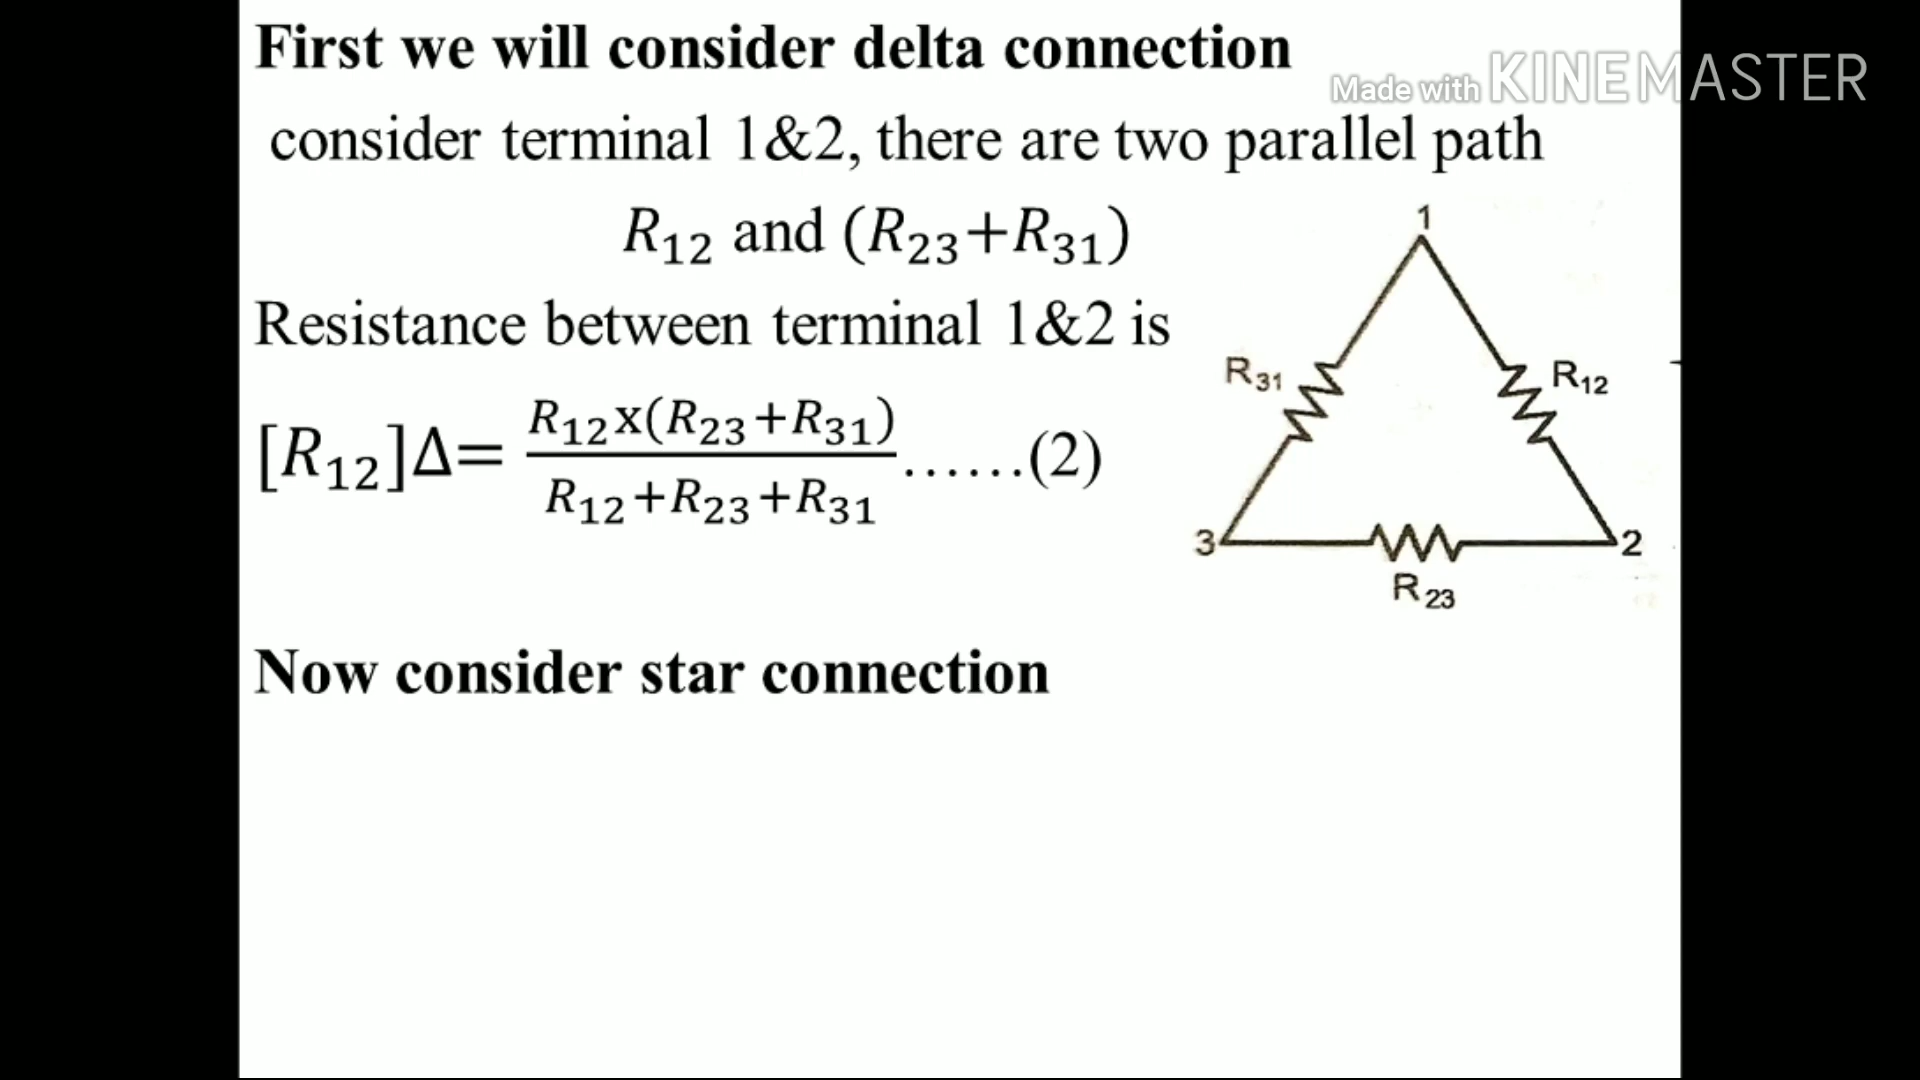 First we will consider delta connection
Made with KINEMASTER
consider terminal 1&2, there are two parallel path
R12 and (R23+R31)
Resistance between terminal 1&2 is
[R12]Δ= R12x(R23+R31) / R12+R23+R31 ......(2)
1
R31
R12
3
2
R23
Now consider star connection